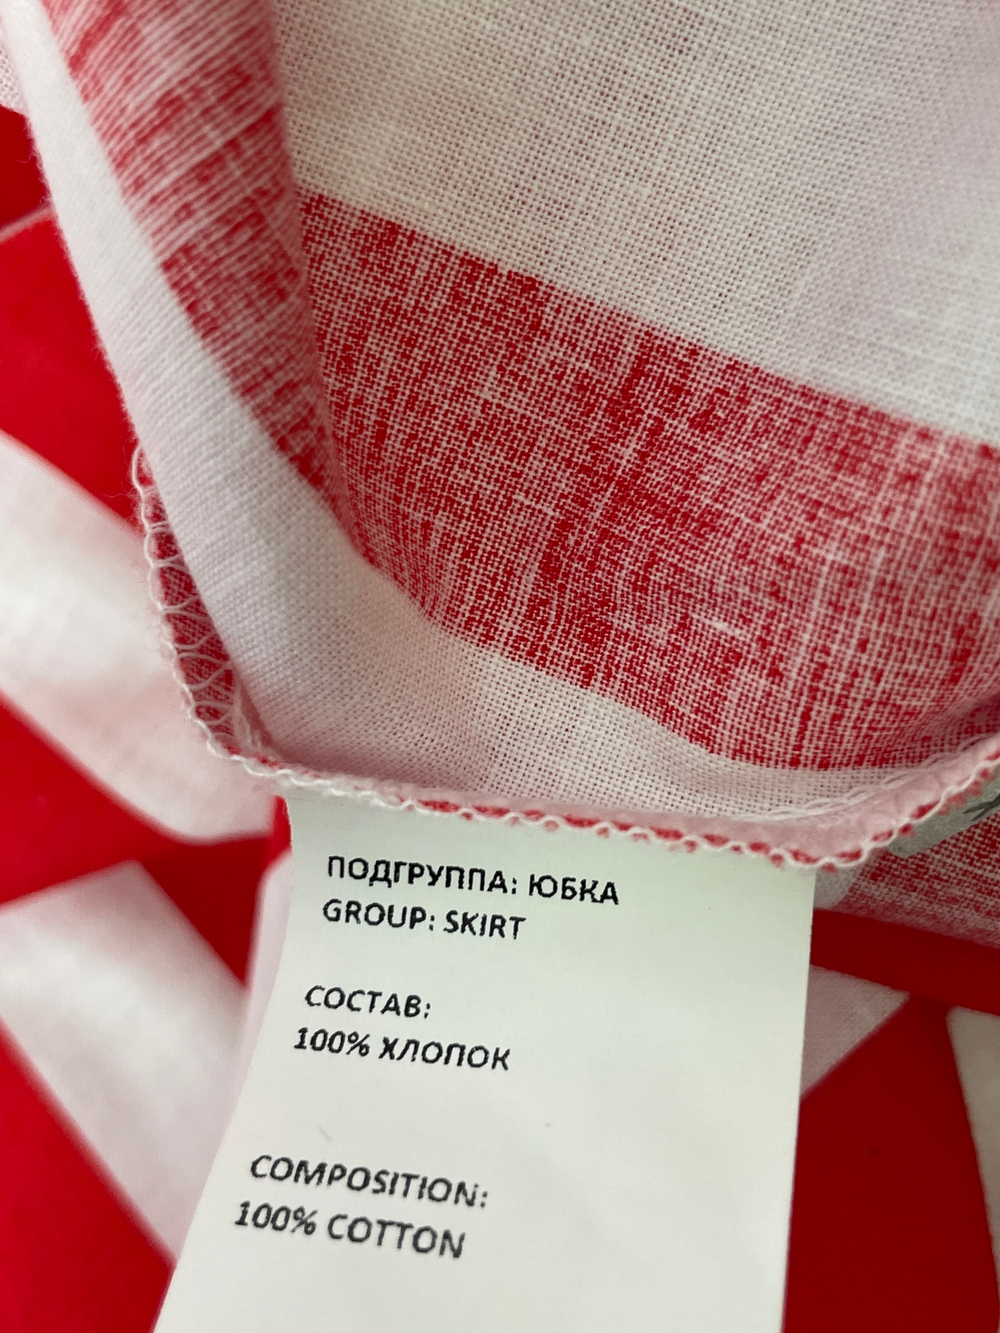 ПОДГРУППА: ЮБКА
GROUP: SKIRT
СОСТАВ:
100% ХЛОПОК
COMPOSITION:
100% COTTON